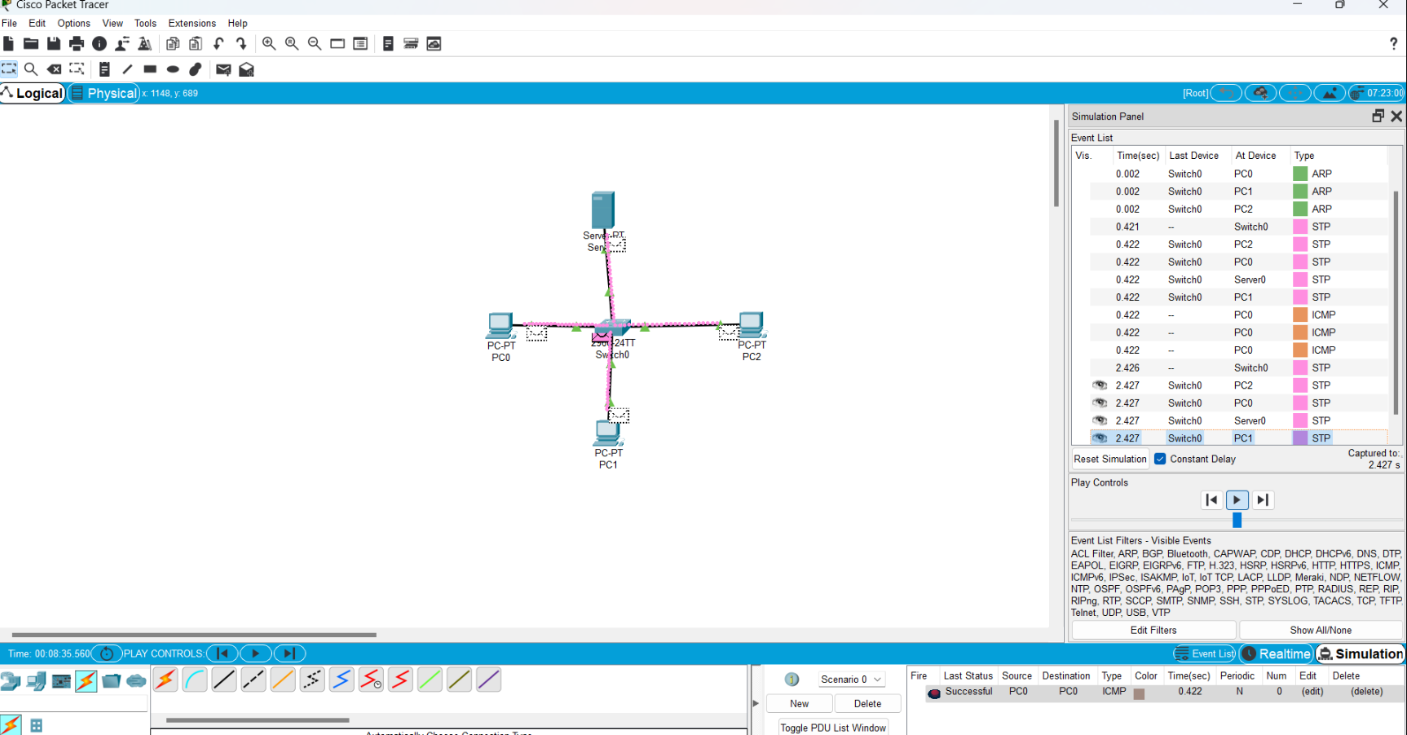 Cisco Packet Tracer
File Edit Options View Tools Extensions Help
?
Logical Physical x: 1148, y: 689 [Root] 07:23:00
Simulation Panel
Event List
Vis. Time(sec) Last Device At Device Type
0.002 Switch0 PC0 ARP
0.002 Switch0 PC1 ARP
0.002 Switch0 PC2 ARP
0.421 -- Switch0 STP
0.422 Switch0 PC2 STP
0.422 Switch0 PC0 STP
0.422 Switch0 Server0 STP
0.422 Switch0 PC1 STP
0.422 -- PC0 ICMP
0.422 -- PC0 ICMP
0.422 -- PC0 ICMP
2.426 -- Switch0 STP
2.427 Switch0 PC2 STP
2.427 Switch0 PC0 STP
2.427 Switch0 Server0 STP
2.427 Switch0 PC1 STP
Reset Simulation Constant Delay Captured to:
2.427 s
PC-PT
PC0
24TT
PC-PT
PC2
PC-PT
PC1
Play Controls
Event List Filters - Visible Events
ACL Filter, ARP, BGP, Bluetooth, CAPWAP, CDP, DHCP, DHCPv6, DNS, DTP,
EAPOL, EIGRP, EIGRPv6, FTP, H.323, HSRP, HSRPv6, HTTP, HTTPS, ICMP,
ICMPv6, IPSec, ISAKMP, IoT, IoT TCP, LACP, LLDP, Meraki, NDP, NETFLOW,
NTP, OSPF, OSPFv6, PAgP, POP3, PPP, PPPoED, PTP, RADIUS, REP, RIP,
RIPng, RTP, SCCP, SMTP, SNMP, SSH, STP, SYSLOG, TACACS, TCP, TFTP,
Telnet, UDP, USB, VTP
Edit Filters Show All/None
Time: 00:08:35.560 PLAY CONTROLS: Event List Realtime Simulation
Scenario 0
New Delete
Toggle PDU List Window
Fire Last Status Source Destination Type Color Time(sec) Periodic Num Edit Delete
Successful PC0 PC0 ICMP 0.422 N 0 (edit) (delete)
Automatically Choose Connection Type